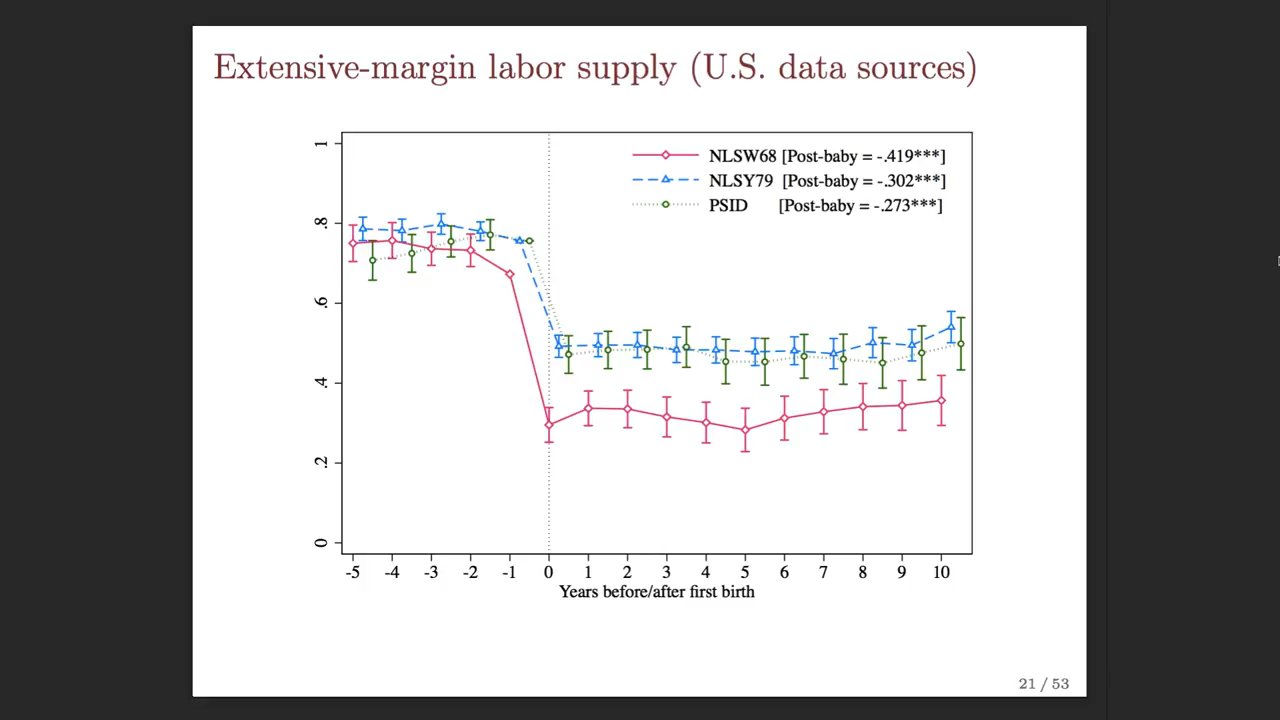 Extensive-margin labor supply (U.S. data sources)
NLSW68 [Post-baby = -.419***]
NLSY79 [Post-baby = -.302***]
PSID [Post-baby = -.273***]
1
.8
.6
.4
.2
0
-5 -4 -3 -2 -1 0 1 2 3 4 5 6 7 8 9 10
Years before/after first birth
21 / 53